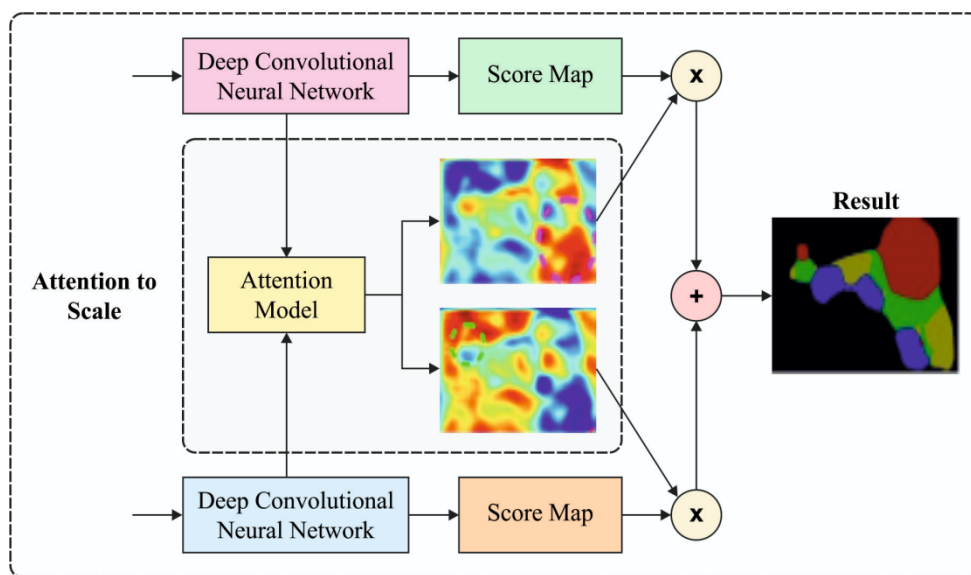 Deep Convolutional
Neural Network
Score Map
x
Result
Attention to
Scale
Attention
Model
+
Deep Convolutional
Neural Network
Score Map
x